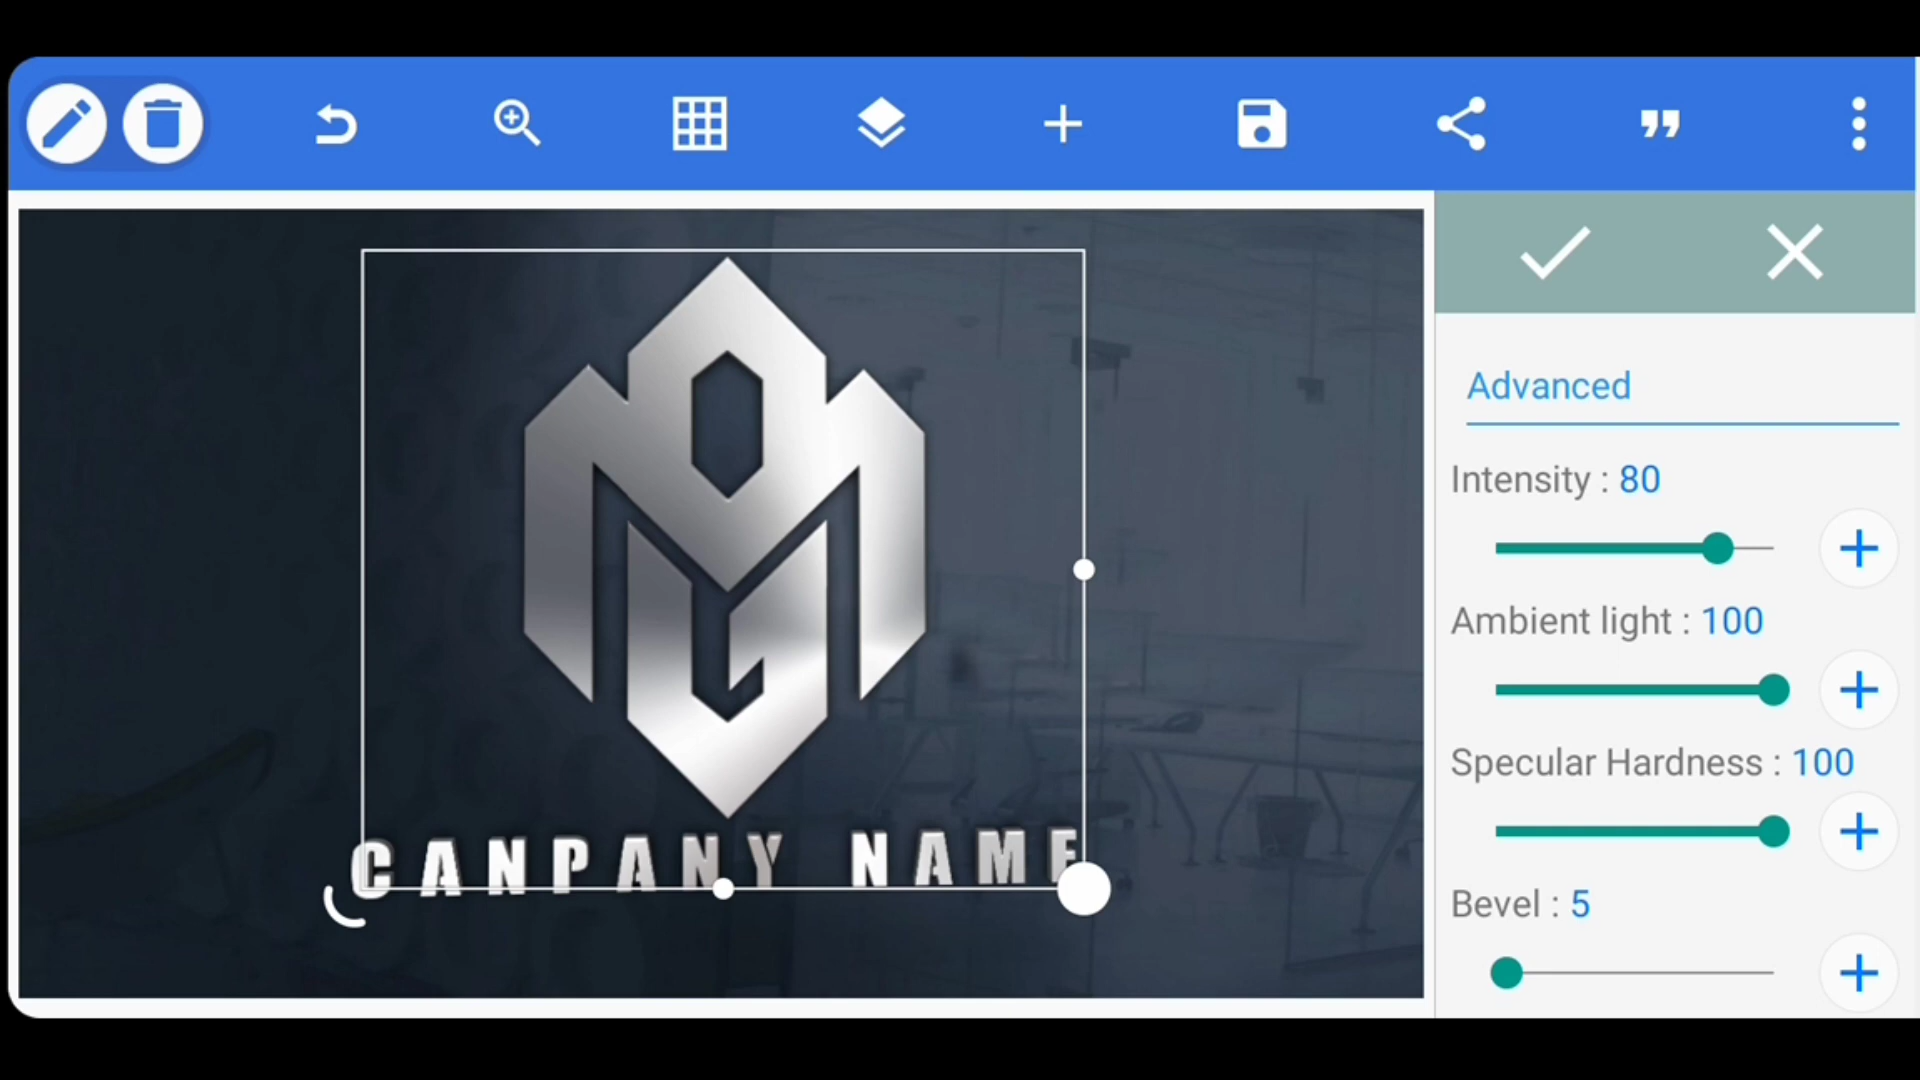 CANPANY NAME
Advanced
Intensity : 80
Ambient light : 100
Specular Hardness : 100
Bevel : 5